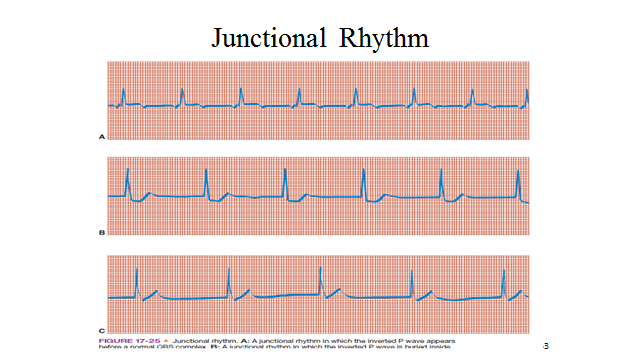 Junctional Rhythm
A
B
C
FIGURE 17-25 • Junctional rhythm. A: A junctional rhythm in which the inverted P wave appears
before a normal QRS complex. B: A junctional rhythm in which the inverted P wave is buried inside